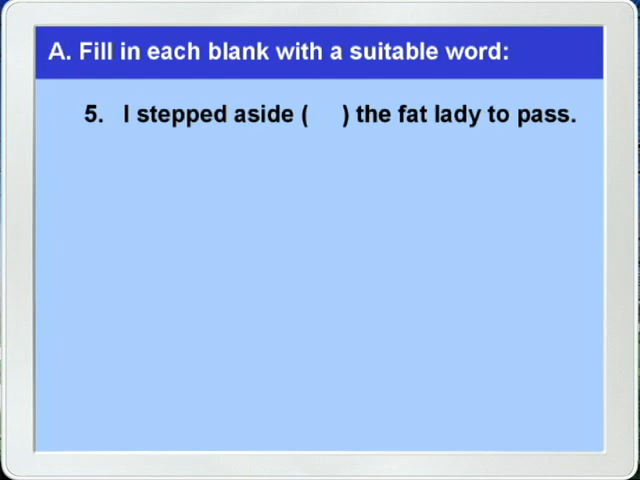 A. Fill in each blank with a suitable word:
5. I stepped aside ( ) the fat lady to pass.